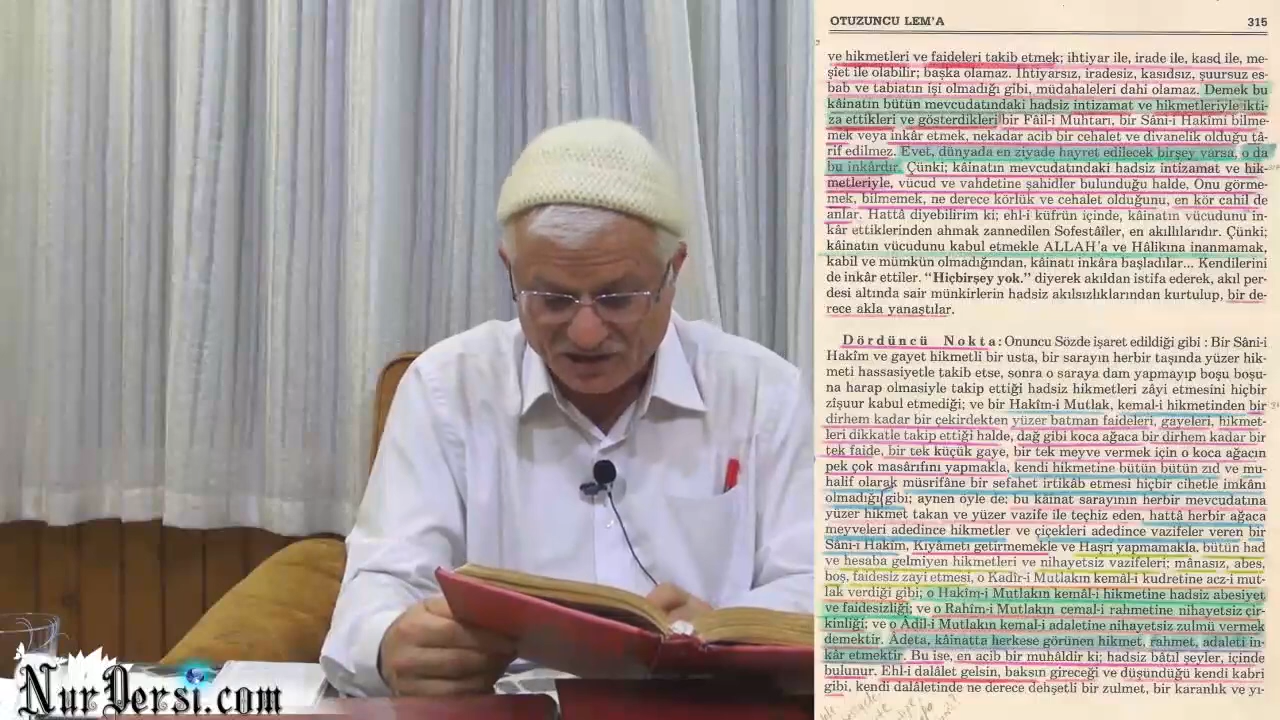 OTUZUNCU LEM'A 315
ve hikmetleri ve faideleri takib etmek; ihtiyar ile, irade ile, kasd ile, me-
şiet ile olabilir; başka olamaz. İhtiyarsız, iradesiz, kasıdsız, şuursuz es-
bab ve tabiatın işi olmadığı gibi, müdahaleleri dahi olamaz. Demek bu
kâinatın bütün mevcudatındaki hadsiz intizamat ve hikmetleriyle ikti-
za ettikleri ve gösterdikleri bir Fâil-i Muhtarı, bir Sâni-i Hakîmi bilme-
mek veya inkâr etmek, nekadar acib bir cehalet ve divanelik olduğu tâ-
rif edilmez. Evet, dünyada en ziyade hayret edilecek birşey varsa, o da
bu inkârdır. Çünki; kâinatın mevcudatındaki hadsiz intizamat ve hik-
metleriyle, vücud ve vahdetine şahidler bulunduğu halde, Onu görme-
mek, bilmemek, ne derece körlük ve cehalet olduğunu, en kör cahil de
anlar. Hattâ diyebilirim ki; ehl-i küfrün içinde, kâinatın vücudunu in-
kâr ettiklerinden ahmak zannedilen Sofestâîler, en akıllılarıdır. Çünki;
kâinatın vücudunu kabul etmekle ALLAH'a ve Hâlikına inanmamak,
kabil ve mümkün olmadığından, kâinatı inkâra başladılar... Kendilerini
de inkâr ettiler. "Hiçbirşey yok." diyerek akıldan istifa ederek, akıl per-
desi altında sair münkirlerin hadsiz akılsızlıklarından kurtulup, bir de-
rece akla yanaştılar.
Dördüncü Nokta: Onuncu Sözde işaret edildiği gibi: Bir Sâni-i
Hakîm ve gayet hikmetli bir usta, bir sarayın herbir taşında yüzer hik-
meti hassasiyetle takib etse, sonra o saraya dam yapmayıp boşu boşu-
na harap olmasiyle takip ettiği hadsiz hikmetleri zâyi etmesini hiçbir
zîşuur kabul etmediği; ve bir Hakîm-i Mutlak, kemal-i hikmetinden bir
dirhem kadar bir çekirdekten yüzer batman faideleri, gayeleri, hikmet-
leri dikkatle takip ettiği halde, dağ gibi koca ağaca bir dirhem kadar bir
tek faide, bir tek küçük gaye, bir tek meyve vermek için o koca ağacın
pek çok masârıfını yapmakla, kendi hikmetine bütün bütün zıd ve mu-
halif olarak müsrifâne bir sefahet irtikâb etmesi hiçbir cihetle imkânı
olmadığı gibi; aynen öyle de; bu kâinat sarayının herbir mevcudatına
yüzer hikmet takan ve yüzer vazife ile teçhiz eden, hattâ herbir ağaca
meyveleri adedince hikmetler ve çiçekleri adedince vazifeler veren bir
Sâni-i Hakîm, Kıyâmeti getirmemekle ve Haşri yapmamakla, bütün had
ve hesaba gelmiyen hikmetleri ve nihayetsiz vazifeleri; mânasız, abes,
boş, faidesiz zayi etmesi, o Kadîr-i Mutlakın kemâl-i kudretine acz-i mut-
lak verdiği gibi; o Hakîm-i Mutlakın kemâl-i hikmetine hadsiz abesiyet
ve faidesizliği; ve o Rahîm-i Mutlakın cemal-i rahmetine nihayetsiz çir-
kinliği; ve o Âdil-i Mutlakın kemal-i adaletine nihayetsiz zulmü vermek
demektir. Âdeta, kâinatta herkese görünen hikmet, rahmet, adaleti in-
kâr etmektir. Bu ise, en acib bir muhâldir ki; hadsiz bâtıl şeyler, içinde
bulunur. Ehl-i dalâlet gelsin, baksın gireceği ve düşündüğü kendi kabri
gibi, kendi dalâletinde ne derece dehşetli bir zulmet, bir karanlık ve yı-
NurDersi.com